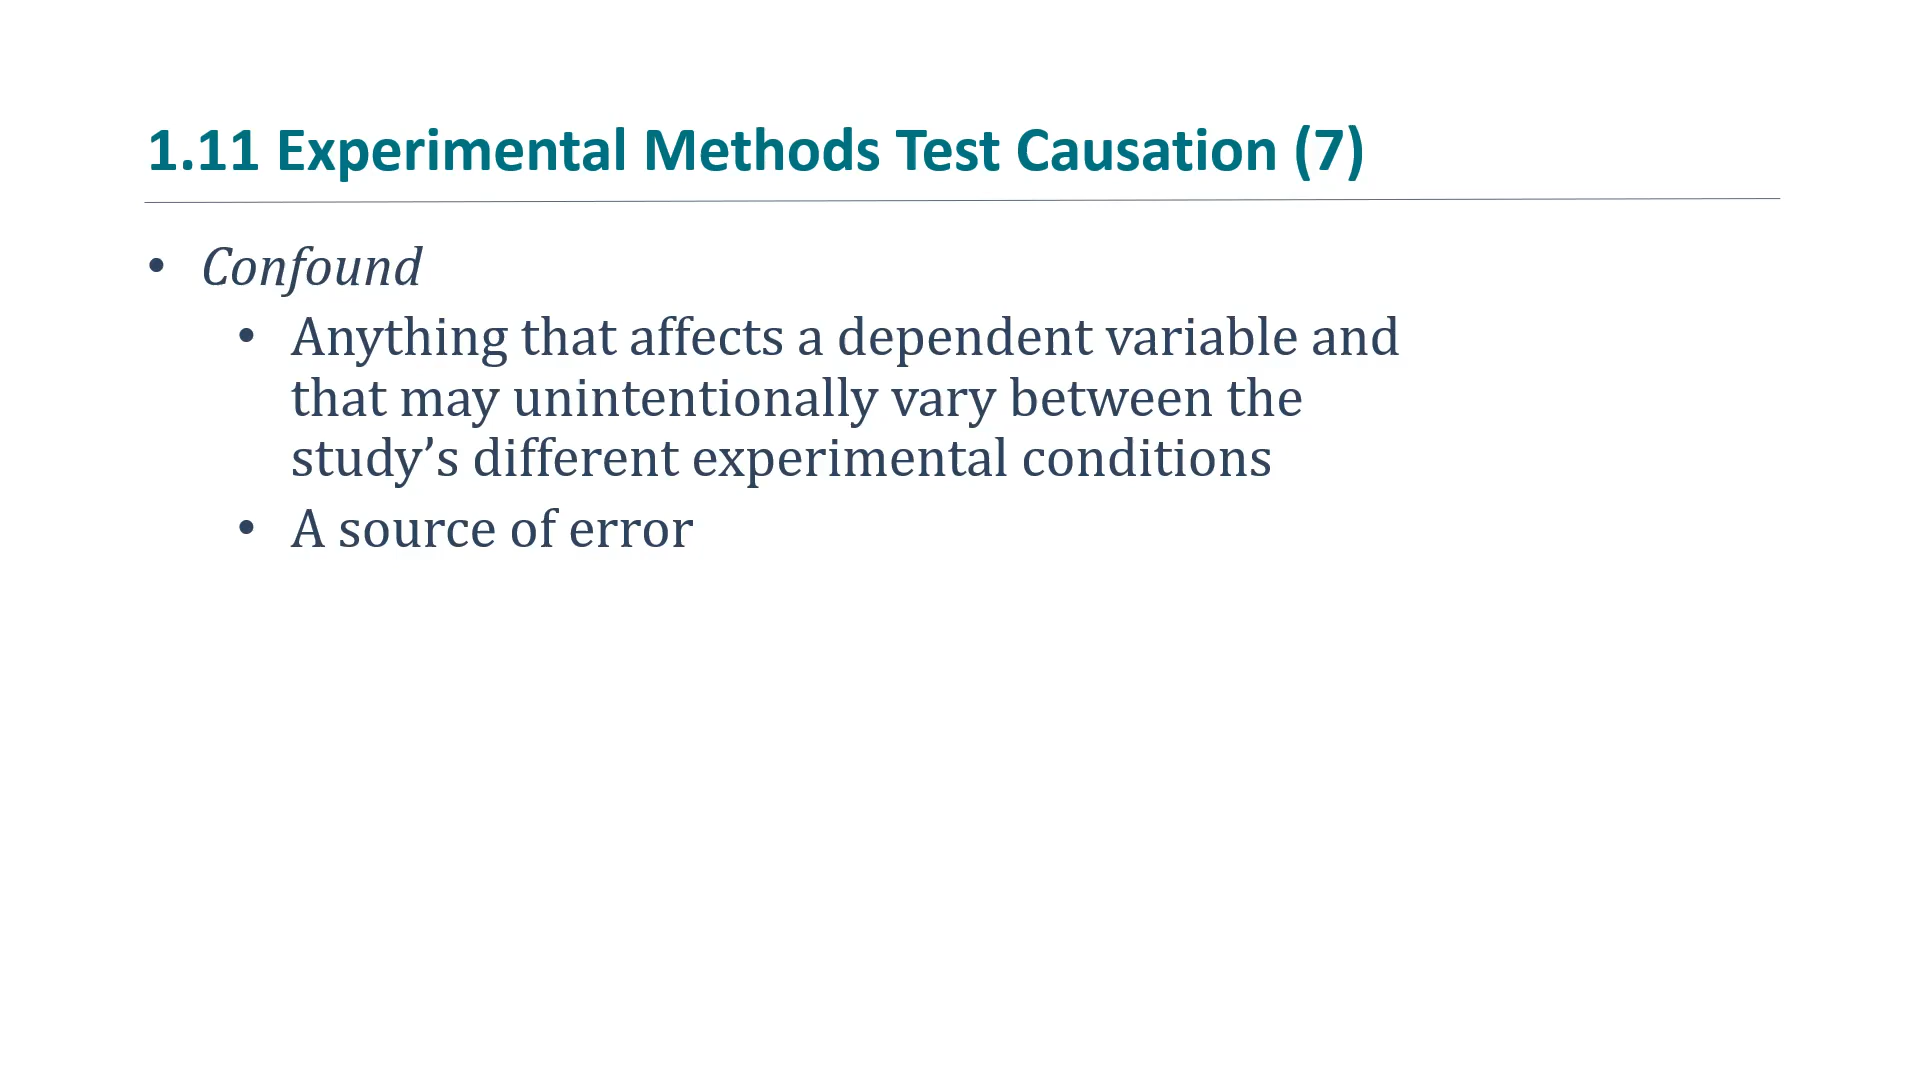 1.11 Experimental Methods Test Causation (7)
• Confound
• Anything that affects a dependent variable and
that may unintentionally vary between the
study’s different experimental conditions
• A source of error